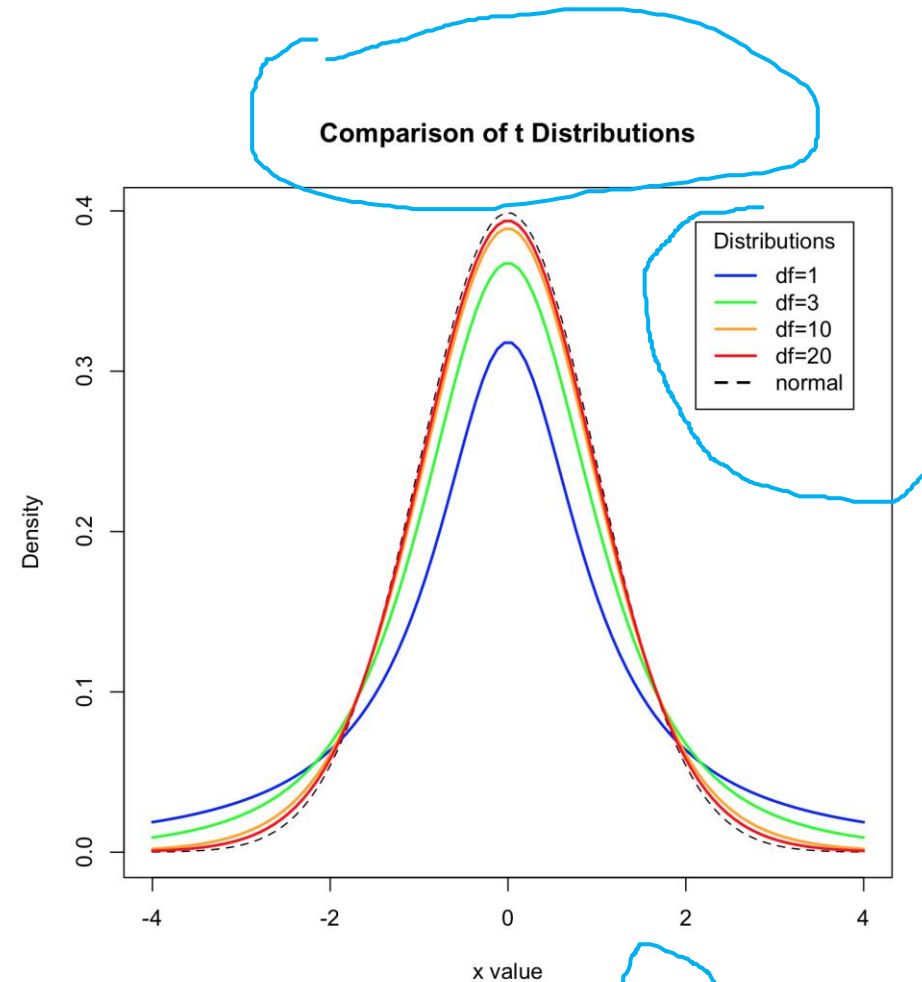 Comparison of t Distributions
0.4
Distributions
df=1
df=3
df=10
df=20
normal
0.3
Density
0.2
0.1
0.0
-4 -2 0 2 4
x value